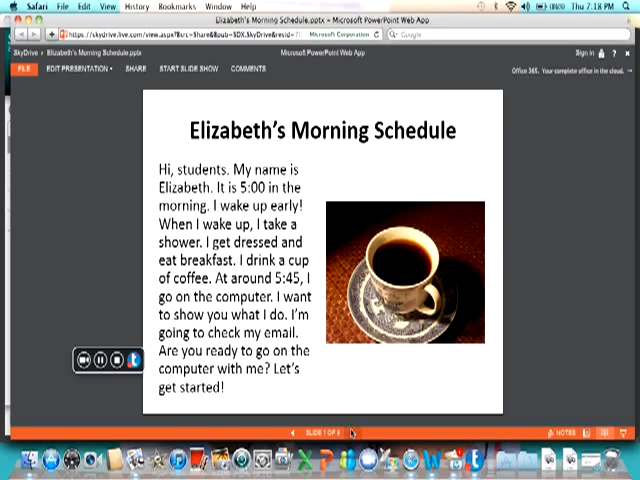 Safari File Edit View History Bookmarks Window Help Thu 7:18 PM
Elizabeth's Morning Schedule.pptx – Microsoft PowerPoint Web App
Microsoft Corporation Google
SkyDrive Elizabeth's Morning Schedule.pptx Microsoft PowerPoint Web App Sign in ?
FILE EDIT PRESENTATION SHARE START SLIDE SHOW COMMENTS Office 365. Your complete office in the cloud.
Elizabeth's Morning Schedule
Hi, students. My name is
Elizabeth. It is 5:00 in the
morning. I wake up early!
When I wake up, I take a
shower. I get dressed and
eat breakfast. I drink a cup
of coffee. At around 5:45, I
go on the computer. I want
to show you what I do. I'm
going to check my email.
Are you ready to go on the
computer with me? Let's
get started!
NOTES